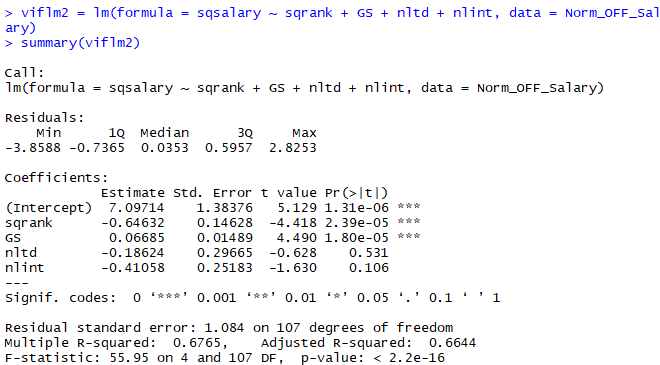 > viflm2 = lm(formula = sqsalary ~ sqrank + GS + nltd + nlint, data = Norm_OFF_Sal
ary)
> summary(viflm2)
Call:
lm(formula = sqsalary ~ sqrank + GS + nltd + nlint, data = Norm_OFF_Salary)
Residuals:
    Min      1Q  Median      3Q     Max
-3.8588 -0.7365  0.0353  0.5957  2.8253
Coefficients:
            Estimate Std. Error t value Pr(>|t|)
(Intercept)  7.09714    1.38376   5.129 1.31e-06 ***
sqrank      -0.64632    0.14628  -4.418 2.39e-05 ***
GS           0.06685    0.01489   4.490 1.80e-05 ***
nltd        -0.18624    0.29665  -0.628    0.531
nlint       -0.41058    0.25183  -1.630    0.106
---
Signif. codes:  0 ‘***’ 0.001 ‘**’ 0.01 ‘*’ 0.05 ‘.’ 0.1 ‘ ’ 1
Residual standard error: 1.084 on 107 degrees of freedom
Multiple R-squared:  0.6765,    Adjusted R-squared:  0.6644
F-statistic: 55.95 on 4 and 107 DF,  p-value: < 2.2e-16